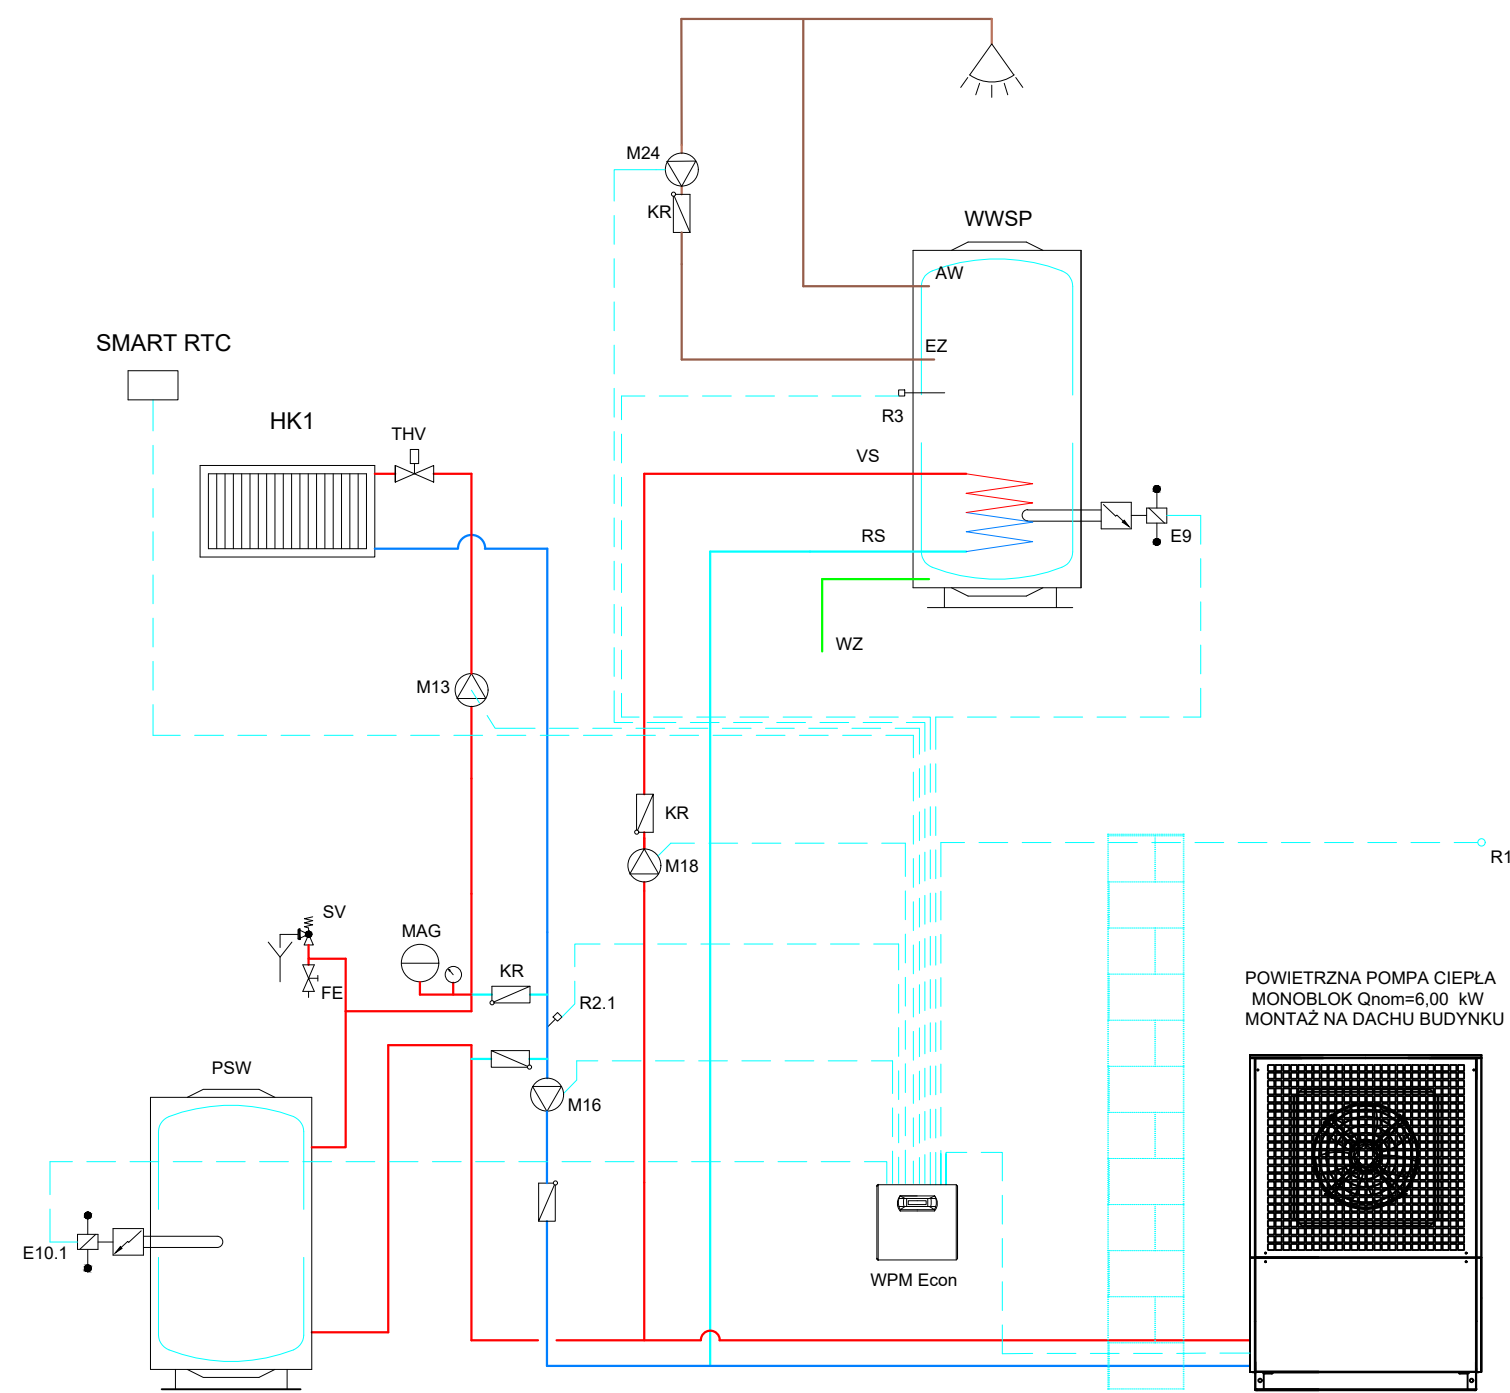 M24
KR
WWSP
AW
EZ
SMART RTC
R3
HK1
THV
VS
RS
E9
WZ
M13
KR
M18
R1
SV
MAG
KR
FE
R2.1
POWIETRZNA POMPA CIEPŁA
MONOBLOK Qnom=6,00 kW
MONTAŻ NA DACHU BUDYNKU
PSW
M16
E10.1
WPM Econ